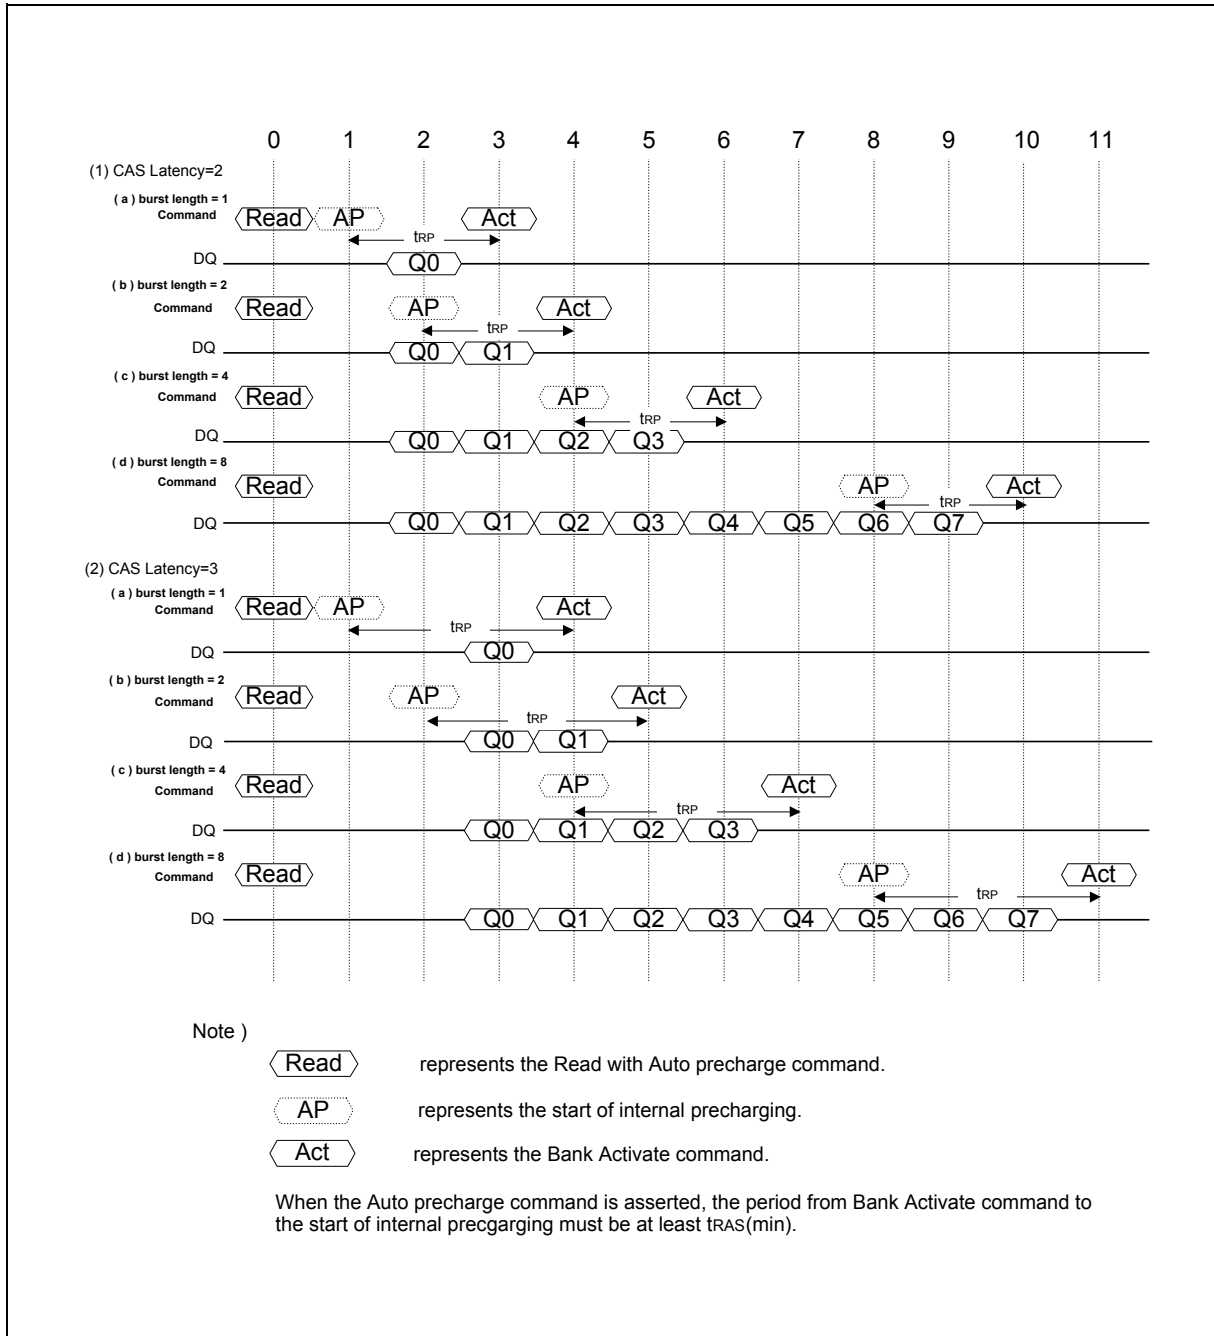 0 1 2 3 4 5 6 7 8 9 10 11
(1) CAS Latency=2
( a ) burst length = 1
Command Read AP Act
tRP
DQ Q0
( b ) burst length = 2
Command Read AP Act
tRP
DQ Q0 Q1
( c ) burst length = 4
Command Read AP Act
tRP
DQ Q0 Q1 Q2 Q3
( d ) burst length = 8
Command Read AP Act
tRP
DQ Q0 Q1 Q2 Q3 Q4 Q5 Q6 Q7
(2) CAS Latency=3
( a ) burst length = 1
Command Read AP Act
tRP
DQ Q0
( b ) burst length = 2
Command Read AP Act
tRP
DQ Q0 Q1
( c ) burst length = 4
Command Read AP Act
tRP
DQ Q0 Q1 Q2 Q3
( d ) burst length = 8
Command Read AP Act
tRP
DQ Q0 Q1 Q2 Q3 Q4 Q5 Q6 Q7
Note )
Read represents the Read with Auto precharge command.
AP represents the start of internal precharging.
Act represents the Bank Activate command.
When the Auto precharge command is asserted, the period from Bank Activate command to
the start of internal precgarging must be at least tRAS(min).